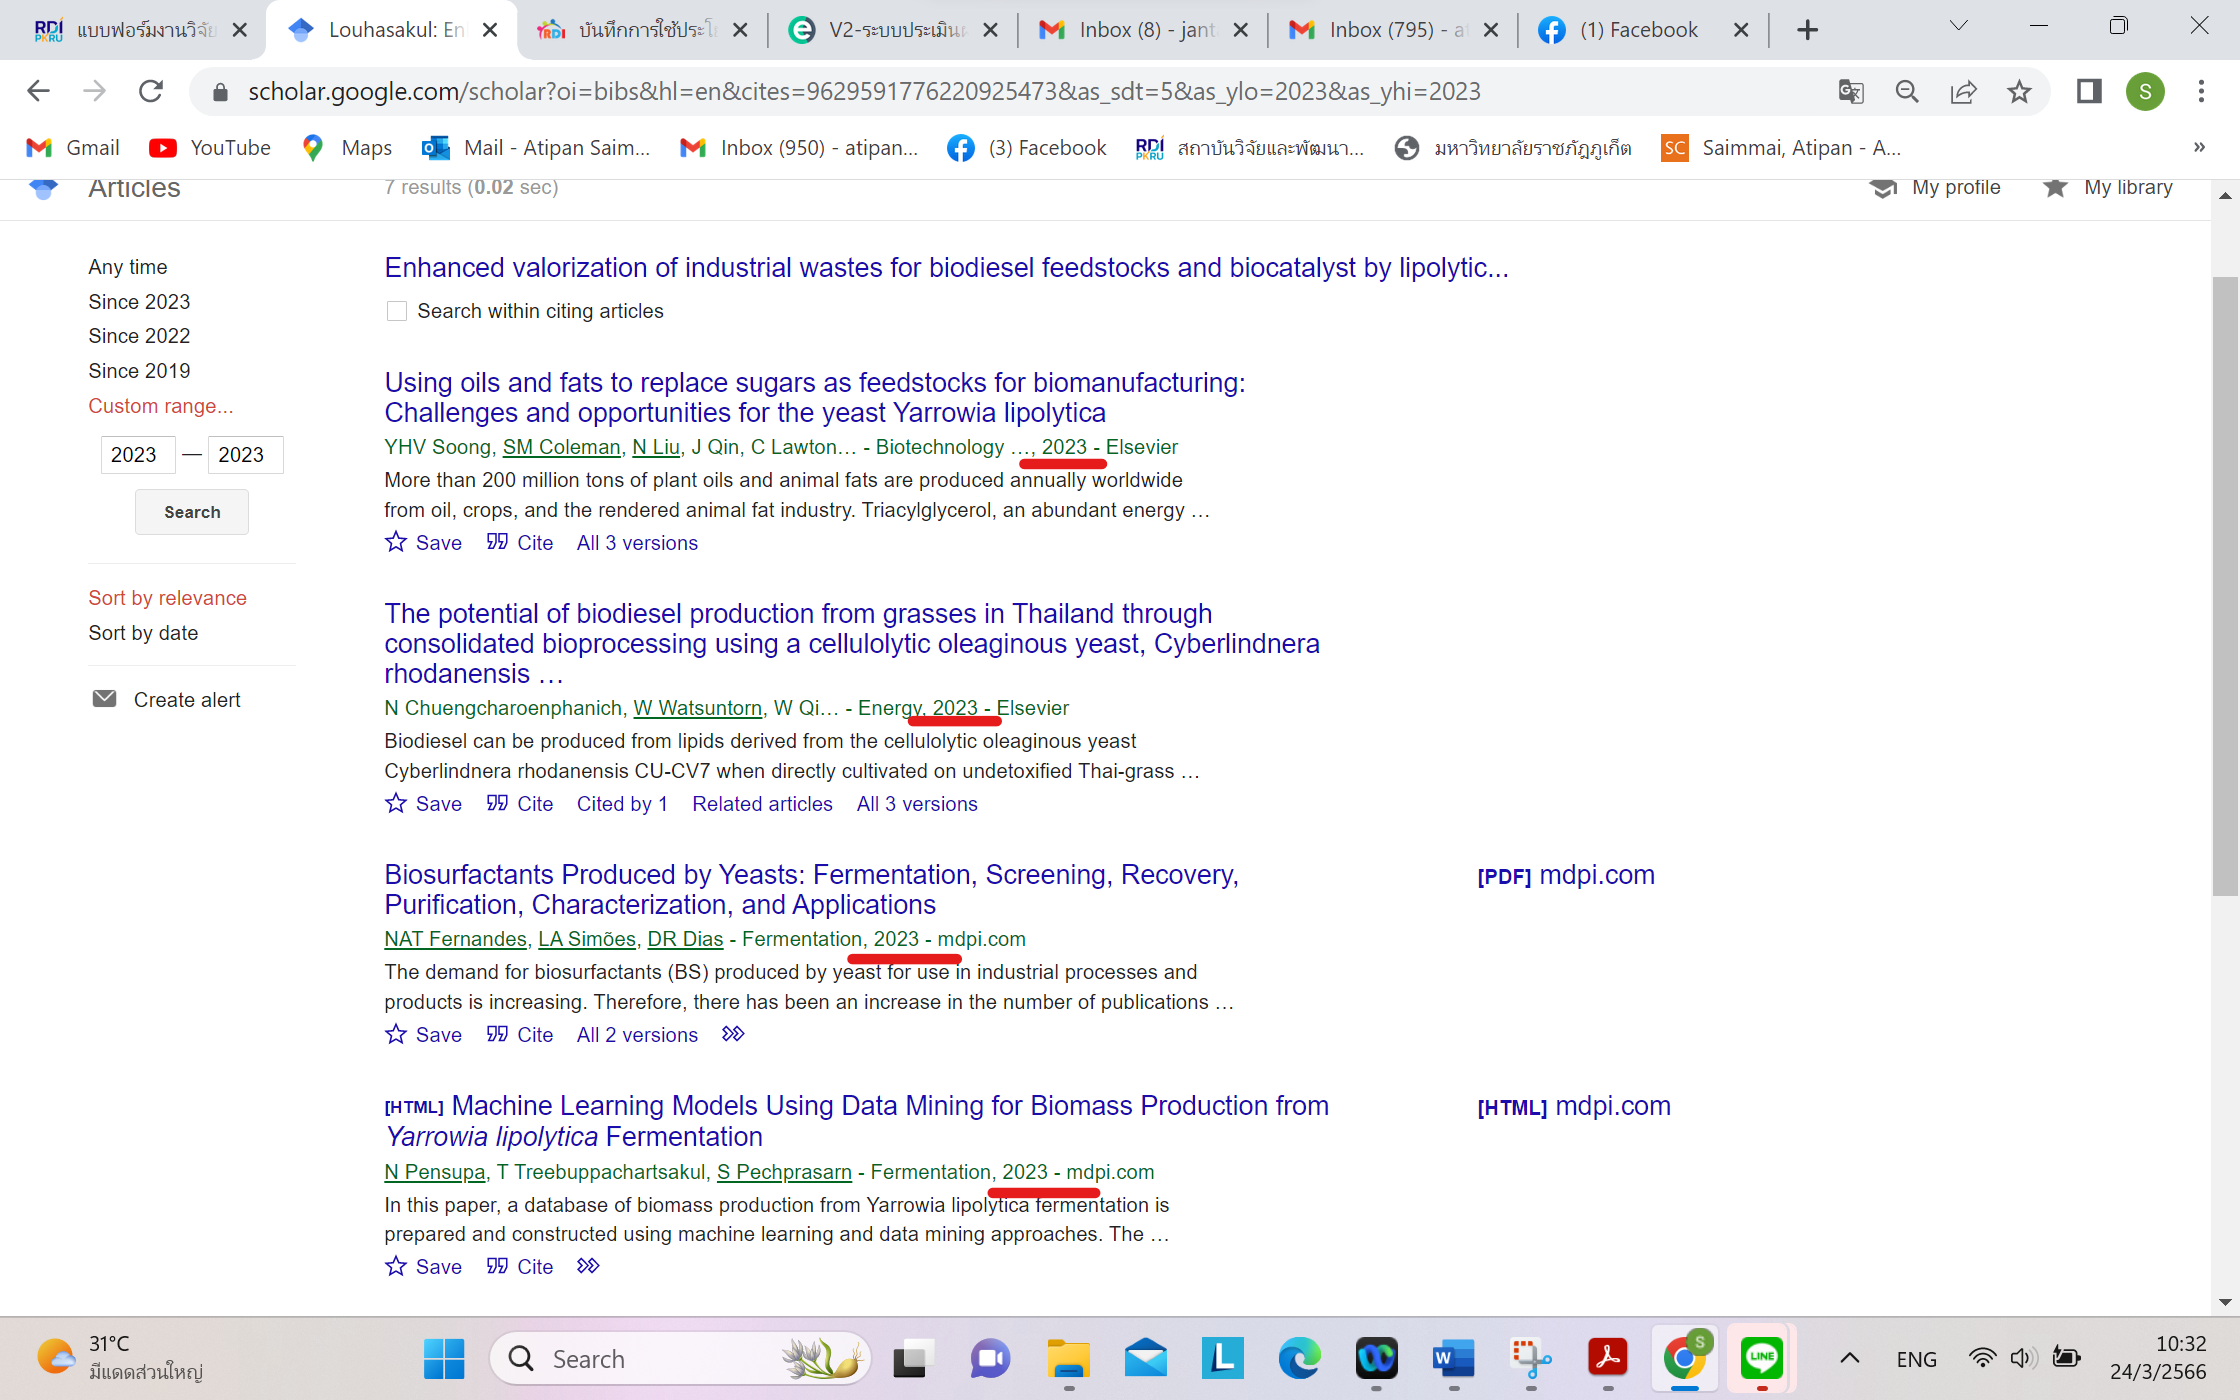 RDI PKRU แบบฟอร์มงานวิจัย
Louhasakul: En
RDI บันทึกการใช้ประโย
V2-ระบบประเมินผ
Inbox (8) - jant
Inbox (795) - at
(1) Facebook
scholar.google.com/scholar?oi=bibs&hl=en&cites=9629591776220925473&as_sdt=5&as_ylo=2023&as_yhi=2023
S
Gmail
YouTube
Maps
Mail - Atipan Saim...
Inbox (950) - atipan...
(3) Facebook
RDI PKRU สถาบันวิจัยและพัฒนา...
มหาวิทยาลัยราชภัฏภูเก็ต
SC Saimmai, Atipan - A...
»
Articles
7 results (0.02 sec)
My profile
My library
Any time
Since 2023
Since 2022
Since 2019
Custom range...
2023 — 2023
Search
Sort by relevance
Sort by date
Create alert
Enhanced valorization of industrial wastes for biodiesel feedstocks and biocatalyst by lipolytic...
Search within citing articles
Using oils and fats to replace sugars as feedstocks for biomanufacturing:
Challenges and opportunities for the yeast Yarrowia lipolytica
YHV Soong, SM Coleman, N Liu, J Qin, C Lawton… - Biotechnology …, 2023 - Elsevier
More than 200 million tons of plant oils and animal fats are produced annually worldwide
from oil, crops, and the rendered animal fat industry. Triacylglycerol, an abundant energy …
Save Cite All 3 versions
The potential of biodiesel production from grasses in Thailand through
consolidated bioprocessing using a cellulolytic oleaginous yeast, Cyberlindnera
rhodanensis …
N Chuengcharoenphanich, W Watsuntorn, W Qi… - Energy, 2023 - Elsevier
Biodiesel can be produced from lipids derived from the cellulolytic oleaginous yeast
Cyberlindnera rhodanensis CU-CV7 when directly cultivated on undetoxified Thai-grass …
Save Cite Cited by 1 Related articles All 3 versions
Biosurfactants Produced by Yeasts: Fermentation, Screening, Recovery,
Purification, Characterization, and Applications
[PDF] mdpi.com
NAT Fernandes, LA Simões, DR Dias - Fermentation, 2023 - mdpi.com
The demand for biosurfactants (BS) produced by yeast for use in industrial processes and
products is increasing. Therefore, there has been an increase in the number of publications …
Save Cite All 2 versions
[HTML] Machine Learning Models Using Data Mining for Biomass Production from
Yarrowia lipolytica Fermentation
[HTML] mdpi.com
N Pensupa, T Treebuppachartsakul, S Pechprasarn - Fermentation, 2023 - mdpi.com
In this paper, a database of biomass production from Yarrowia lipolytica fermentation is
prepared and constructed using machine learning and data mining approaches. The …
Save Cite
31°C
มีแดดส่วนใหญ่
Search
L
W
S
LINE
ENG
10:32
24/3/2566